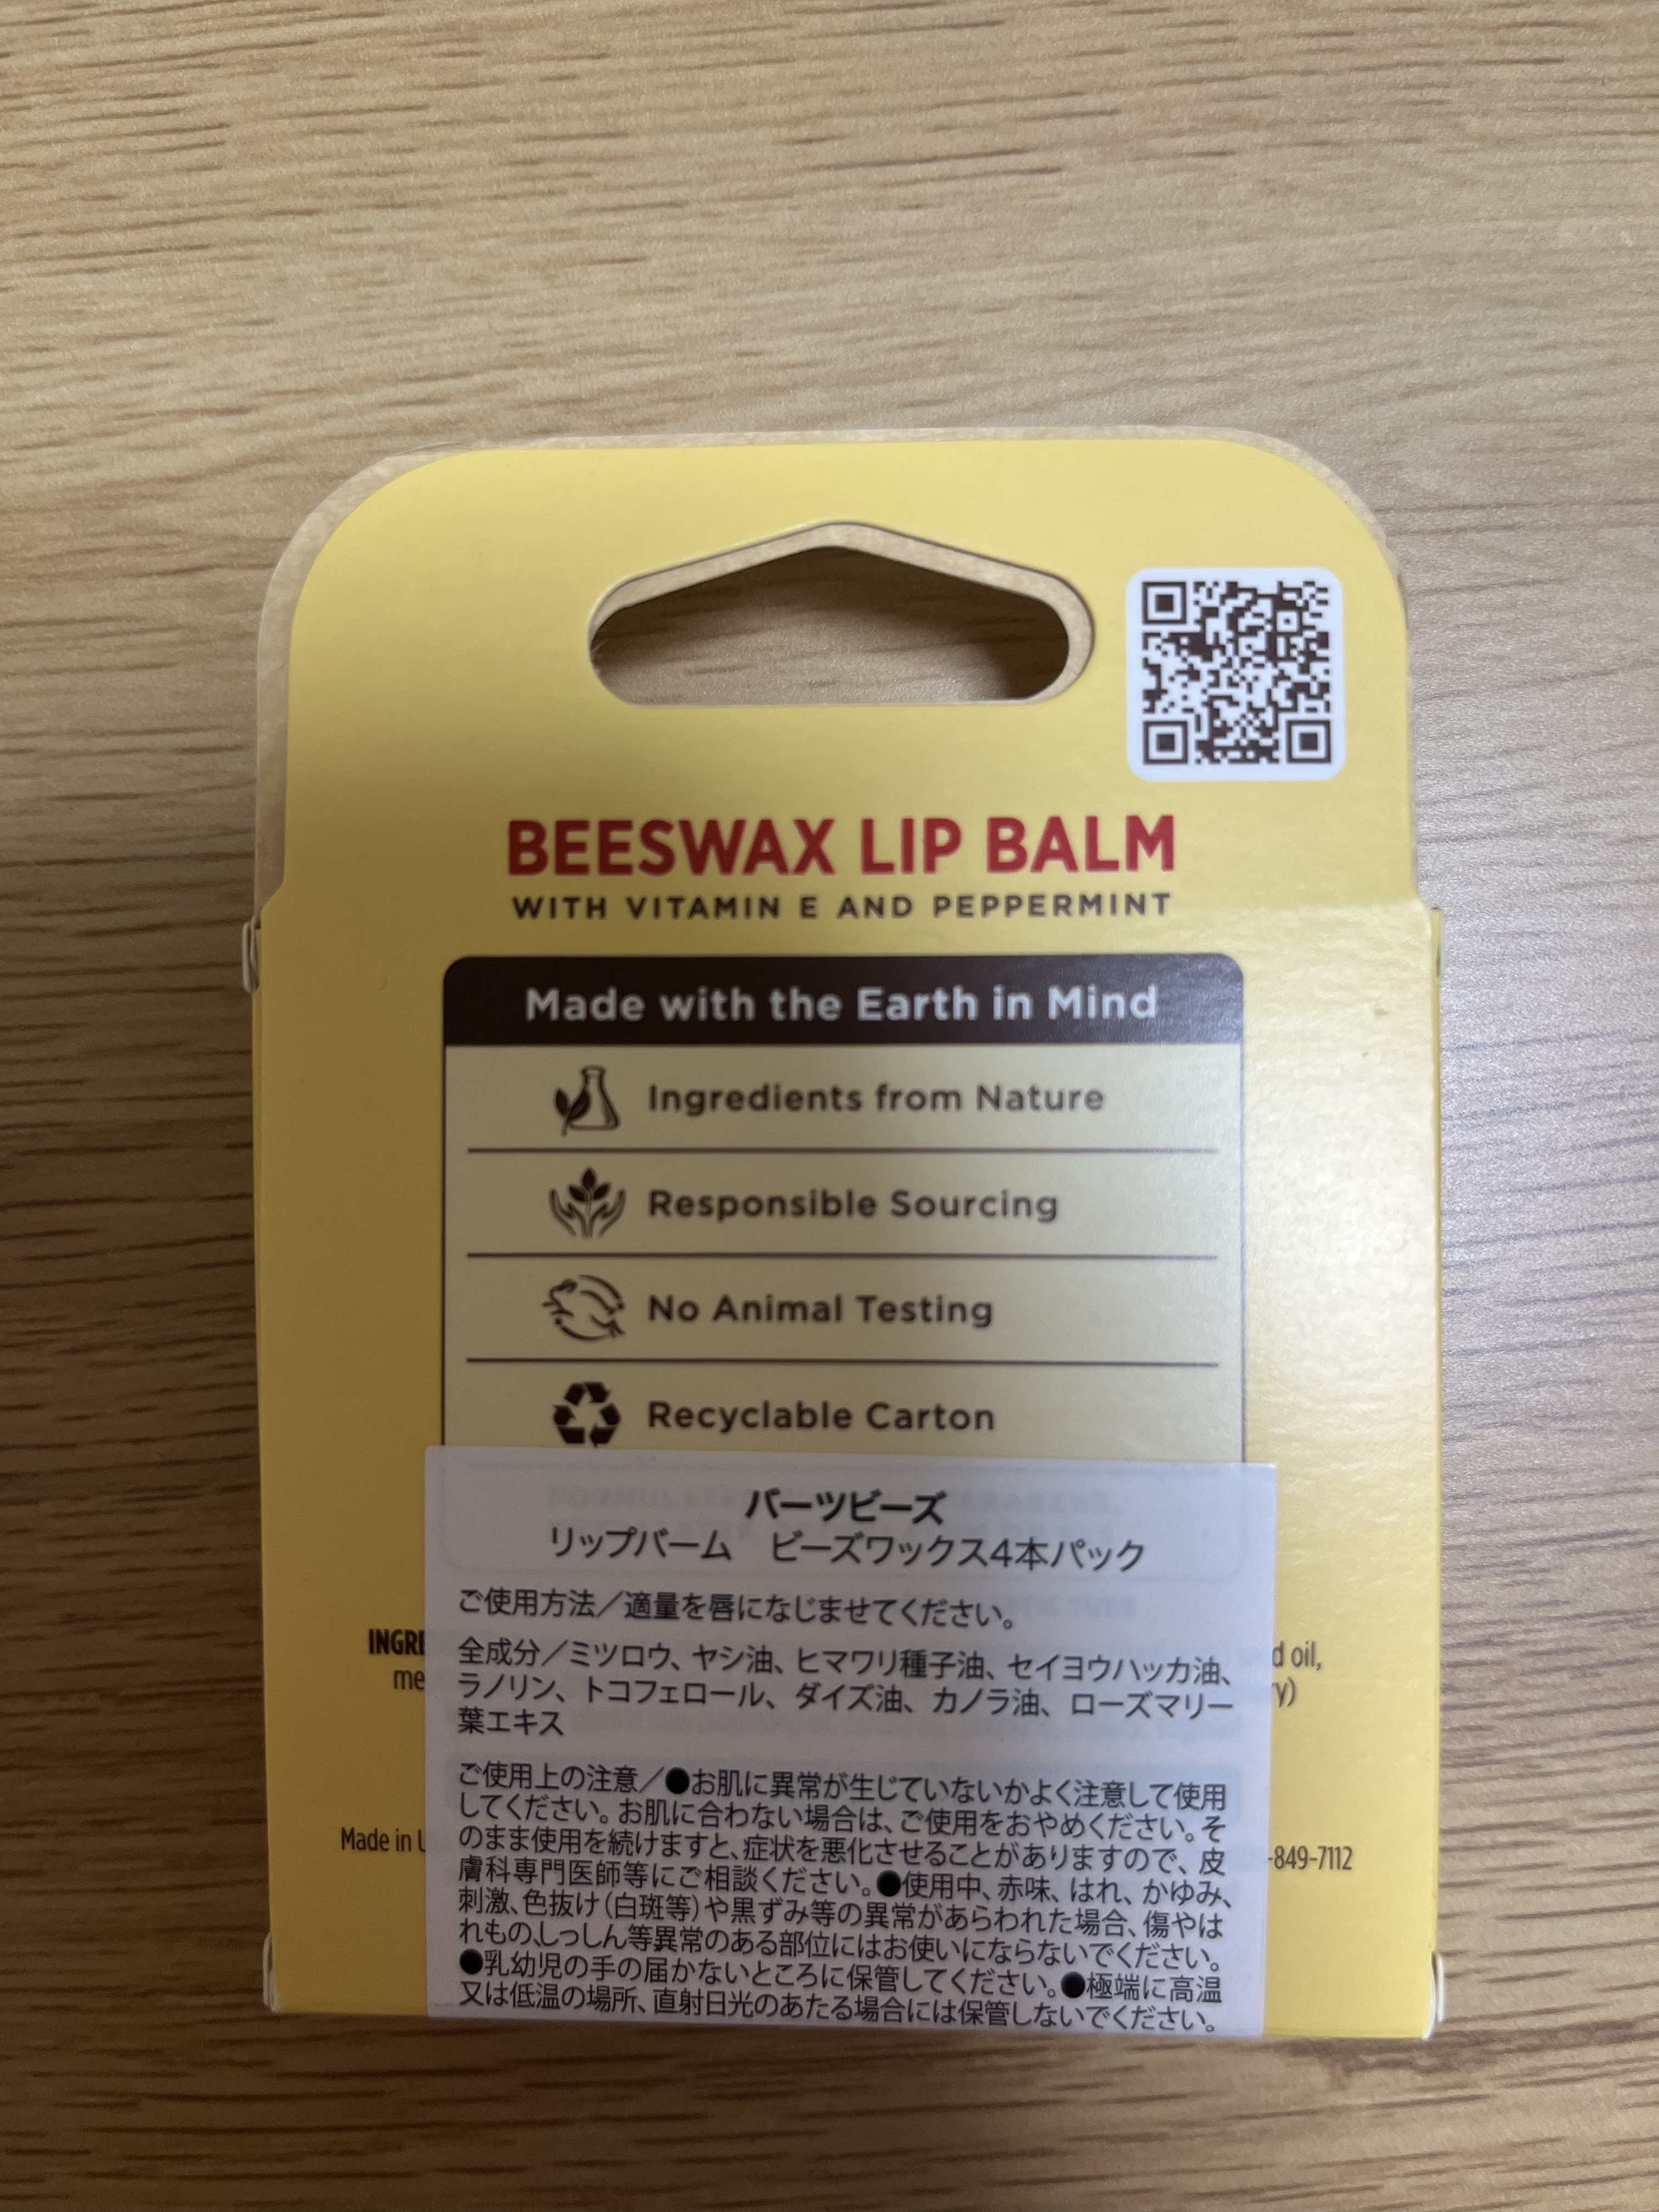 BEESWAX LIP BALM
WITH VITAMIN E AND PEPPERMINT
Made with the Earth in Mind
Ingredients from Nature
Responsible Sourcing
No Animal Testing
Recyclable Carton
バーツビーズ
リップバーム　ビーズワックス4本パック
ご使用方法／適量を唇になじませてください。
全成分／ミツロウ、ヤシ油、ヒマワリ種子油、セイヨウハッカ油、
ラノリン、トコフェロール、ダイズ油、カノラ油、ローズマリー
葉エキス
ご使用上の注意／●お肌に異常が生じていないかよく注意して使用
してください。お肌に合わない場合は、ご使用をおやめください。そ
のまま使用を続けますと、症状を悪化させることがありますので、皮
膚科専門医師等にご相談ください。●使用中、赤味、はれ、かゆみ、
刺激、色抜け（白斑等）や黒ずみ等の異常があらわれた場合、傷やは
れもの、しっしん等異常のある部位にはお使いにならないでください。
●乳幼児の手の届かないところに保管してください。●極端に高温
又は低温の場所、直射日光のあたる場合には保管しないでください。
INGRE
me
d oil,
y)
Made in U
-849-7112